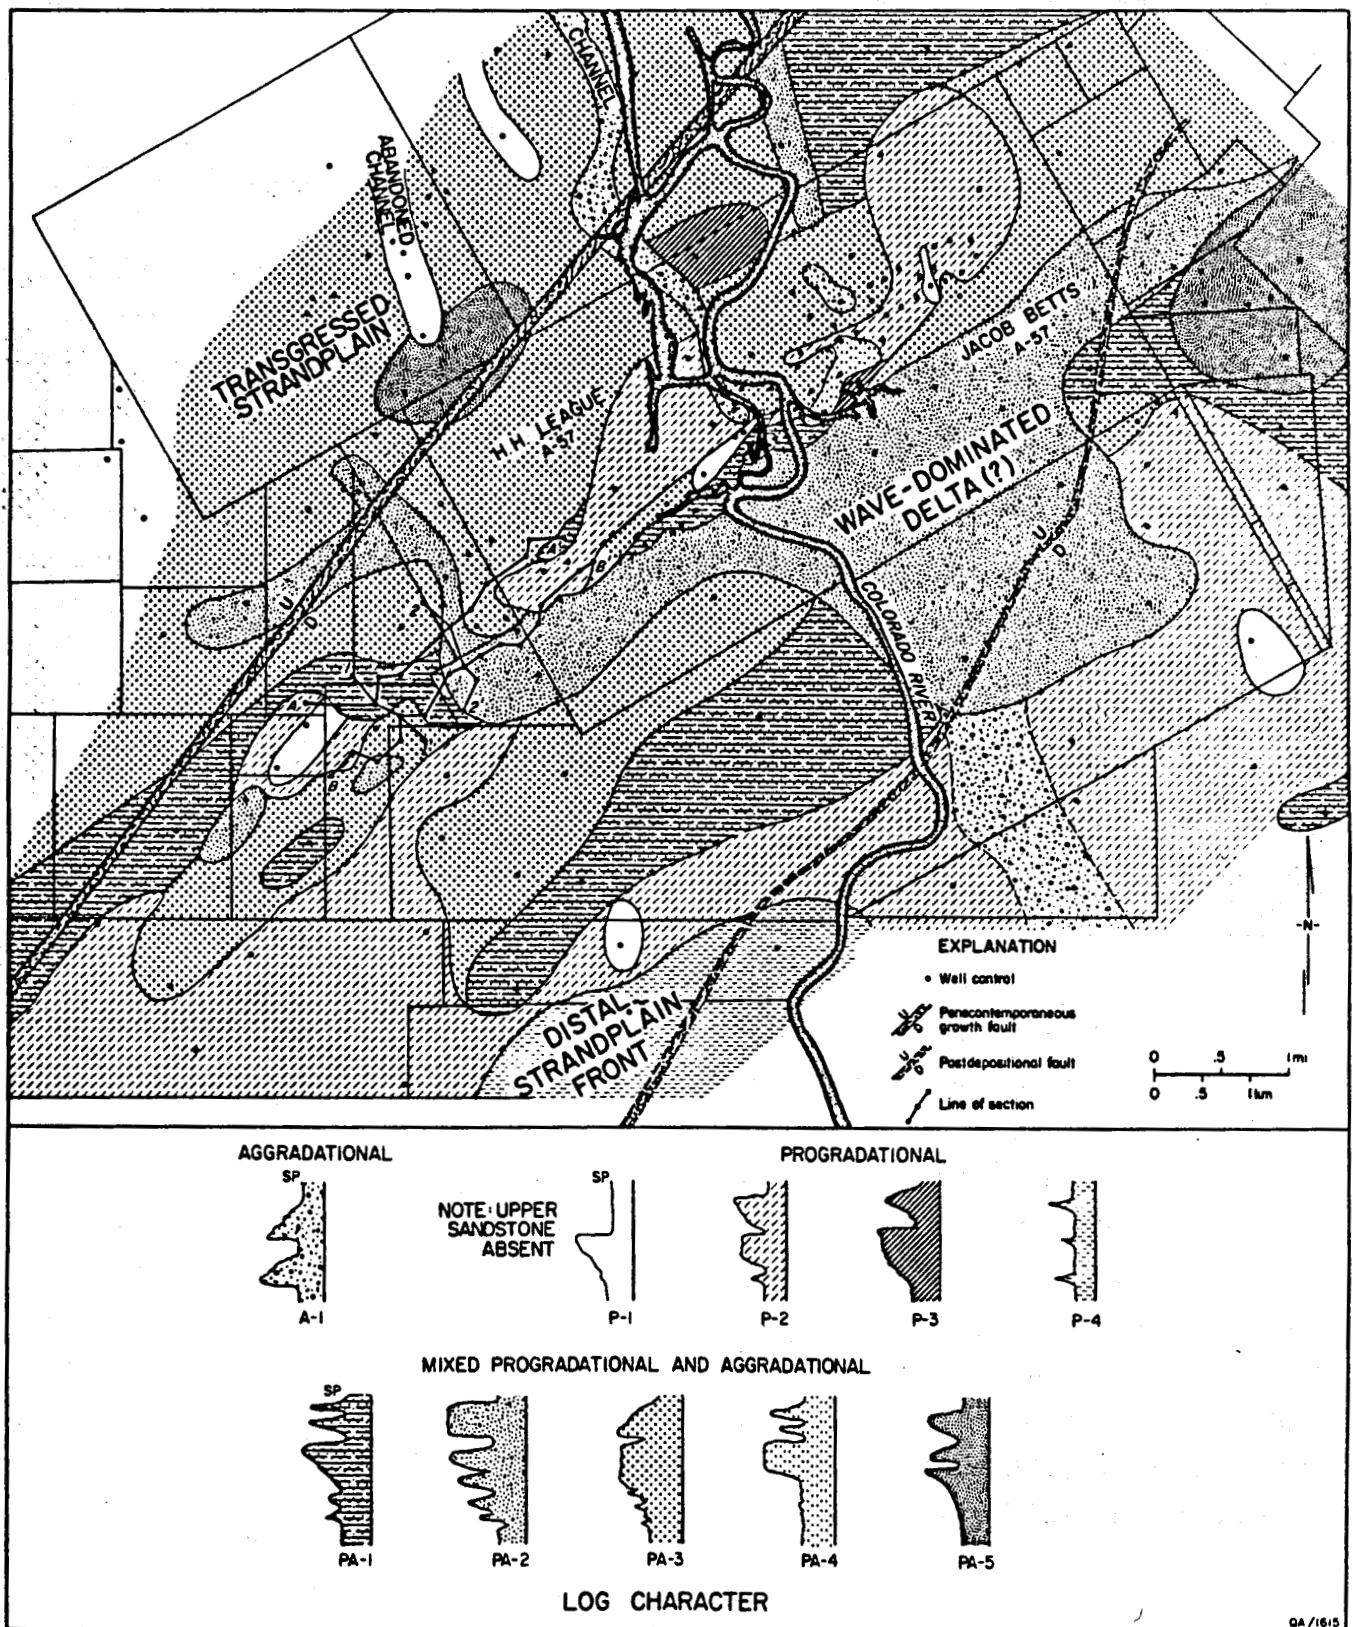 CHANNEL
ABANDONED
CHANNEL
TRANSGRESSED
STRANDPLAIN
H.H. LEAGUE
A-57
JACOB BETTS
A-57
WAVE-DOMINATED
DELTA (?)
U
D
U
D
COLORADO RIVER
A
B
2'
1'
2
A'
B'
DISTAL
STRANDPLAIN
FRONT
EXPLANATION
Well control
U
D
Penecontemporaneous
growth fault
U
D
Postdepositional fault
Line of section
-N-
0 .5 1 mi
0 .5 1 km
AGGRADATIONAL
PROGRADATIONAL
SP
SP
NOTE: UPPER
SANDSTONE
ABSENT
A-1
P-1
P-2
P-3
P-4
MIXED PROGRADATIONAL AND AGGRADATIONAL
SP
PA-1
PA-2
PA-3
PA-4
PA-5
LOG CHARACTER
QA/1615